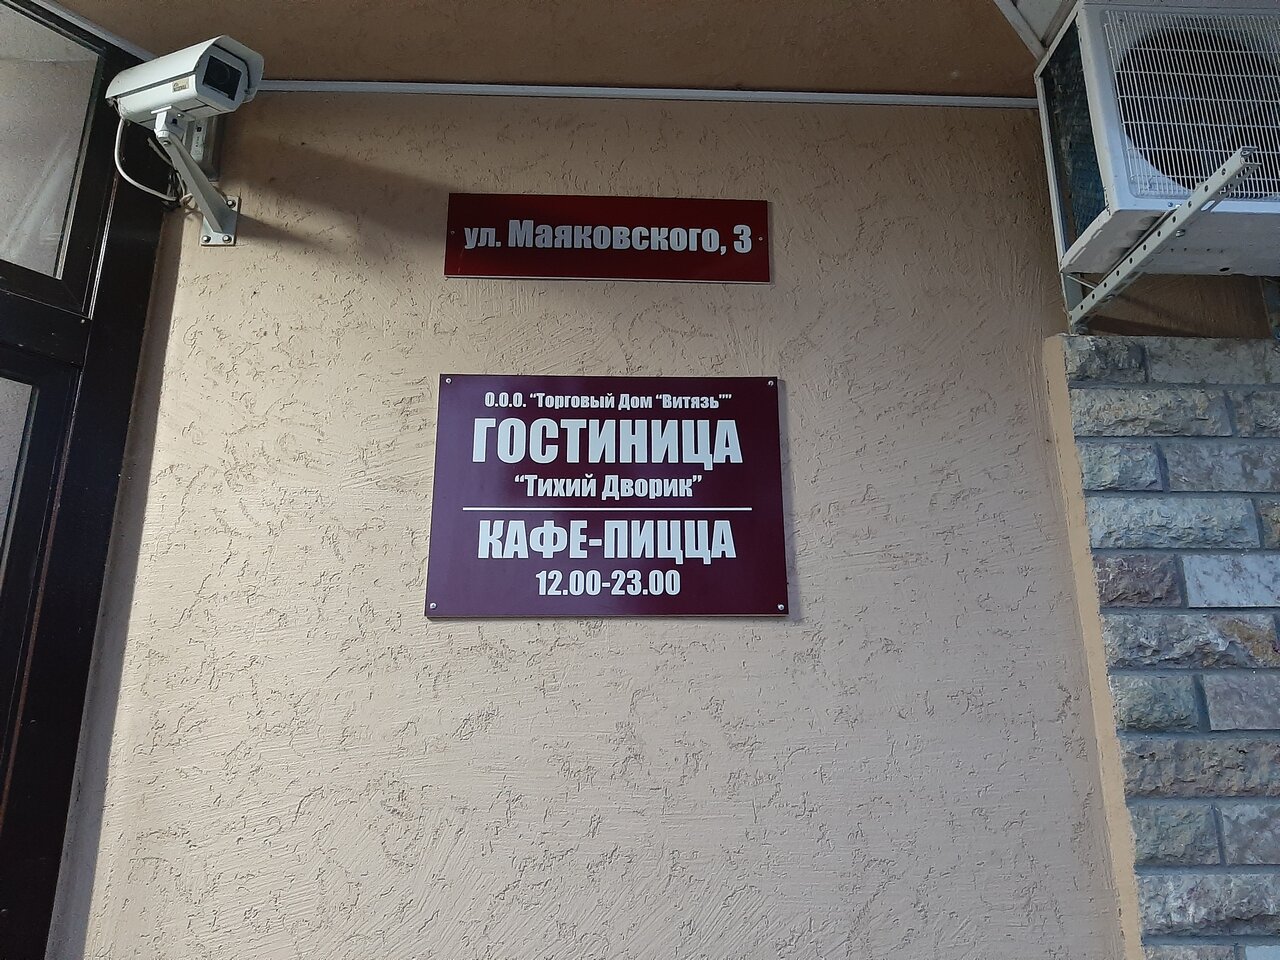 ул. Маяковского, 3
О.О.О. “Торговый Дом “Витязь””
ГОСТИНИЦА
“Тихий Дворик”
КАФЕ-ПИЦЦА
12.00-23.00